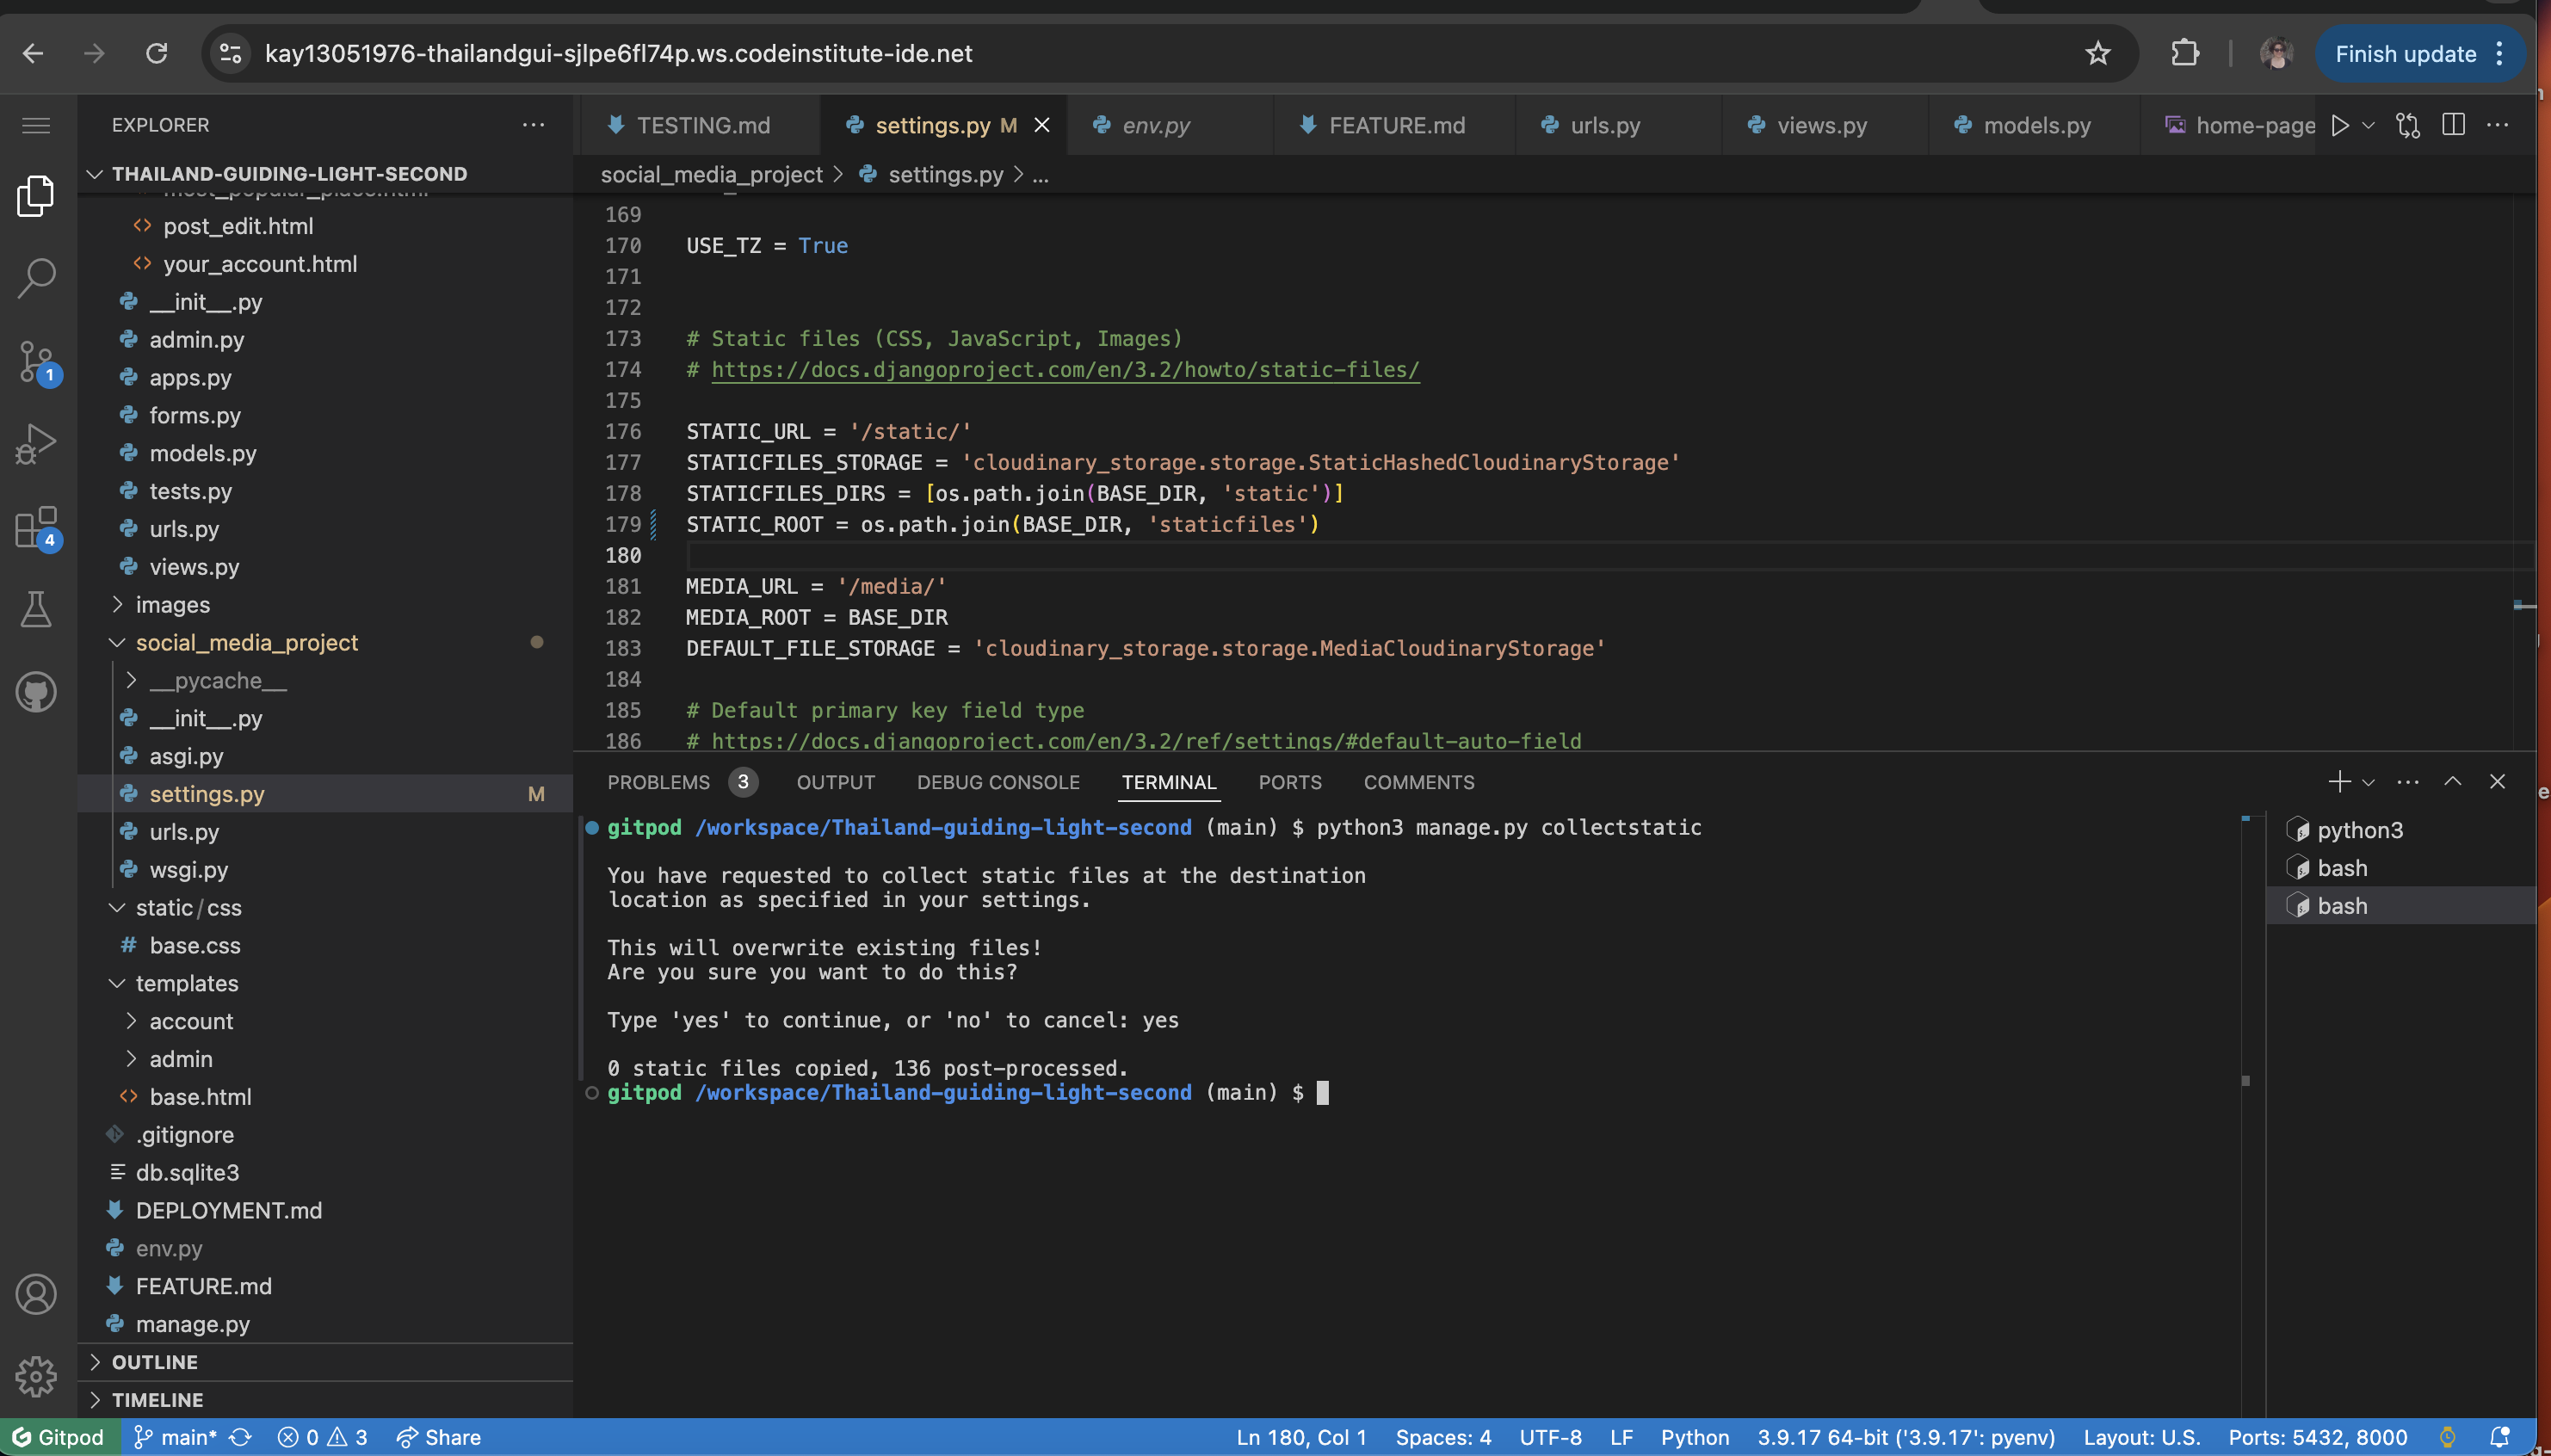 kay13051976-thailandgui-sjlpe6fl74p.ws.codeinstitute-ide.net
Finish update
EXPLORER
THAILAND-GUIDING-LIGHT-SECOND
most_popular_place.html
post_edit.html
your_account.html
__init__.py
admin.py
apps.py
forms.py
models.py
tests.py
urls.py
views.py
images
social_media_project
__pycache__
__init__.py
asgi.py
settings.py M
urls.py
wsgi.py
static/css
# base.css
templates
account
admin
base.html
.gitignore
db.sqlite3
DEPLOYMENT.md
env.py
FEATURE.md
manage.py
OUTLINE
TIMELINE
1
4
TESTING.md
settings.py M
env.py
FEATURE.md
urls.py
views.py
models.py
home-page
social_media_project > settings.py > ...
169
170 USE_TZ = True
171
172
173 # Static files (CSS, JavaScript, Images)
174 # https://docs.djangoproject.com/en/3.2/howto/static-files/
175
176 STATIC_URL = '/static/'
177 STATICFILES_STORAGE = 'cloudinary_storage.storage.StaticHashedCloudinaryStorage'
178 STATICFILES_DIRS = [os.path.join(BASE_DIR, 'static')]
179 STATIC_ROOT = os.path.join(BASE_DIR, 'staticfiles')
180
181 MEDIA_URL = '/media/'
182 MEDIA_ROOT = BASE_DIR
183 DEFAULT_FILE_STORAGE = 'cloudinary_storage.storage.MediaCloudinaryStorage'
184
185 # Default primary key field type
186 # https://docs.djangoproject.com/en/3.2/ref/settings/#default-auto-field
PROBLEMS 3 OUTPUT DEBUG CONSOLE TERMINAL PORTS COMMENTS
gitpod /workspace/Thailand-guiding-light-second (main) $ python3 manage.py collectstatic
You have requested to collect static files at the destination
location as specified in your settings.
This will overwrite existing files!
Are you sure you want to do this?
Type 'yes' to continue, or 'no' to cancel: yes
0 static files copied, 136 post-processed.
gitpod /workspace/Thailand-guiding-light-second (main) $
python3
bash
bash
Gitpod main* 0 3 Share Ln 180, Col 1 Spaces: 4 UTF-8 LF Python 3.9.17 64-bit ('3.9.17': pyenv) Layout: U.S. Ports: 5432, 8000